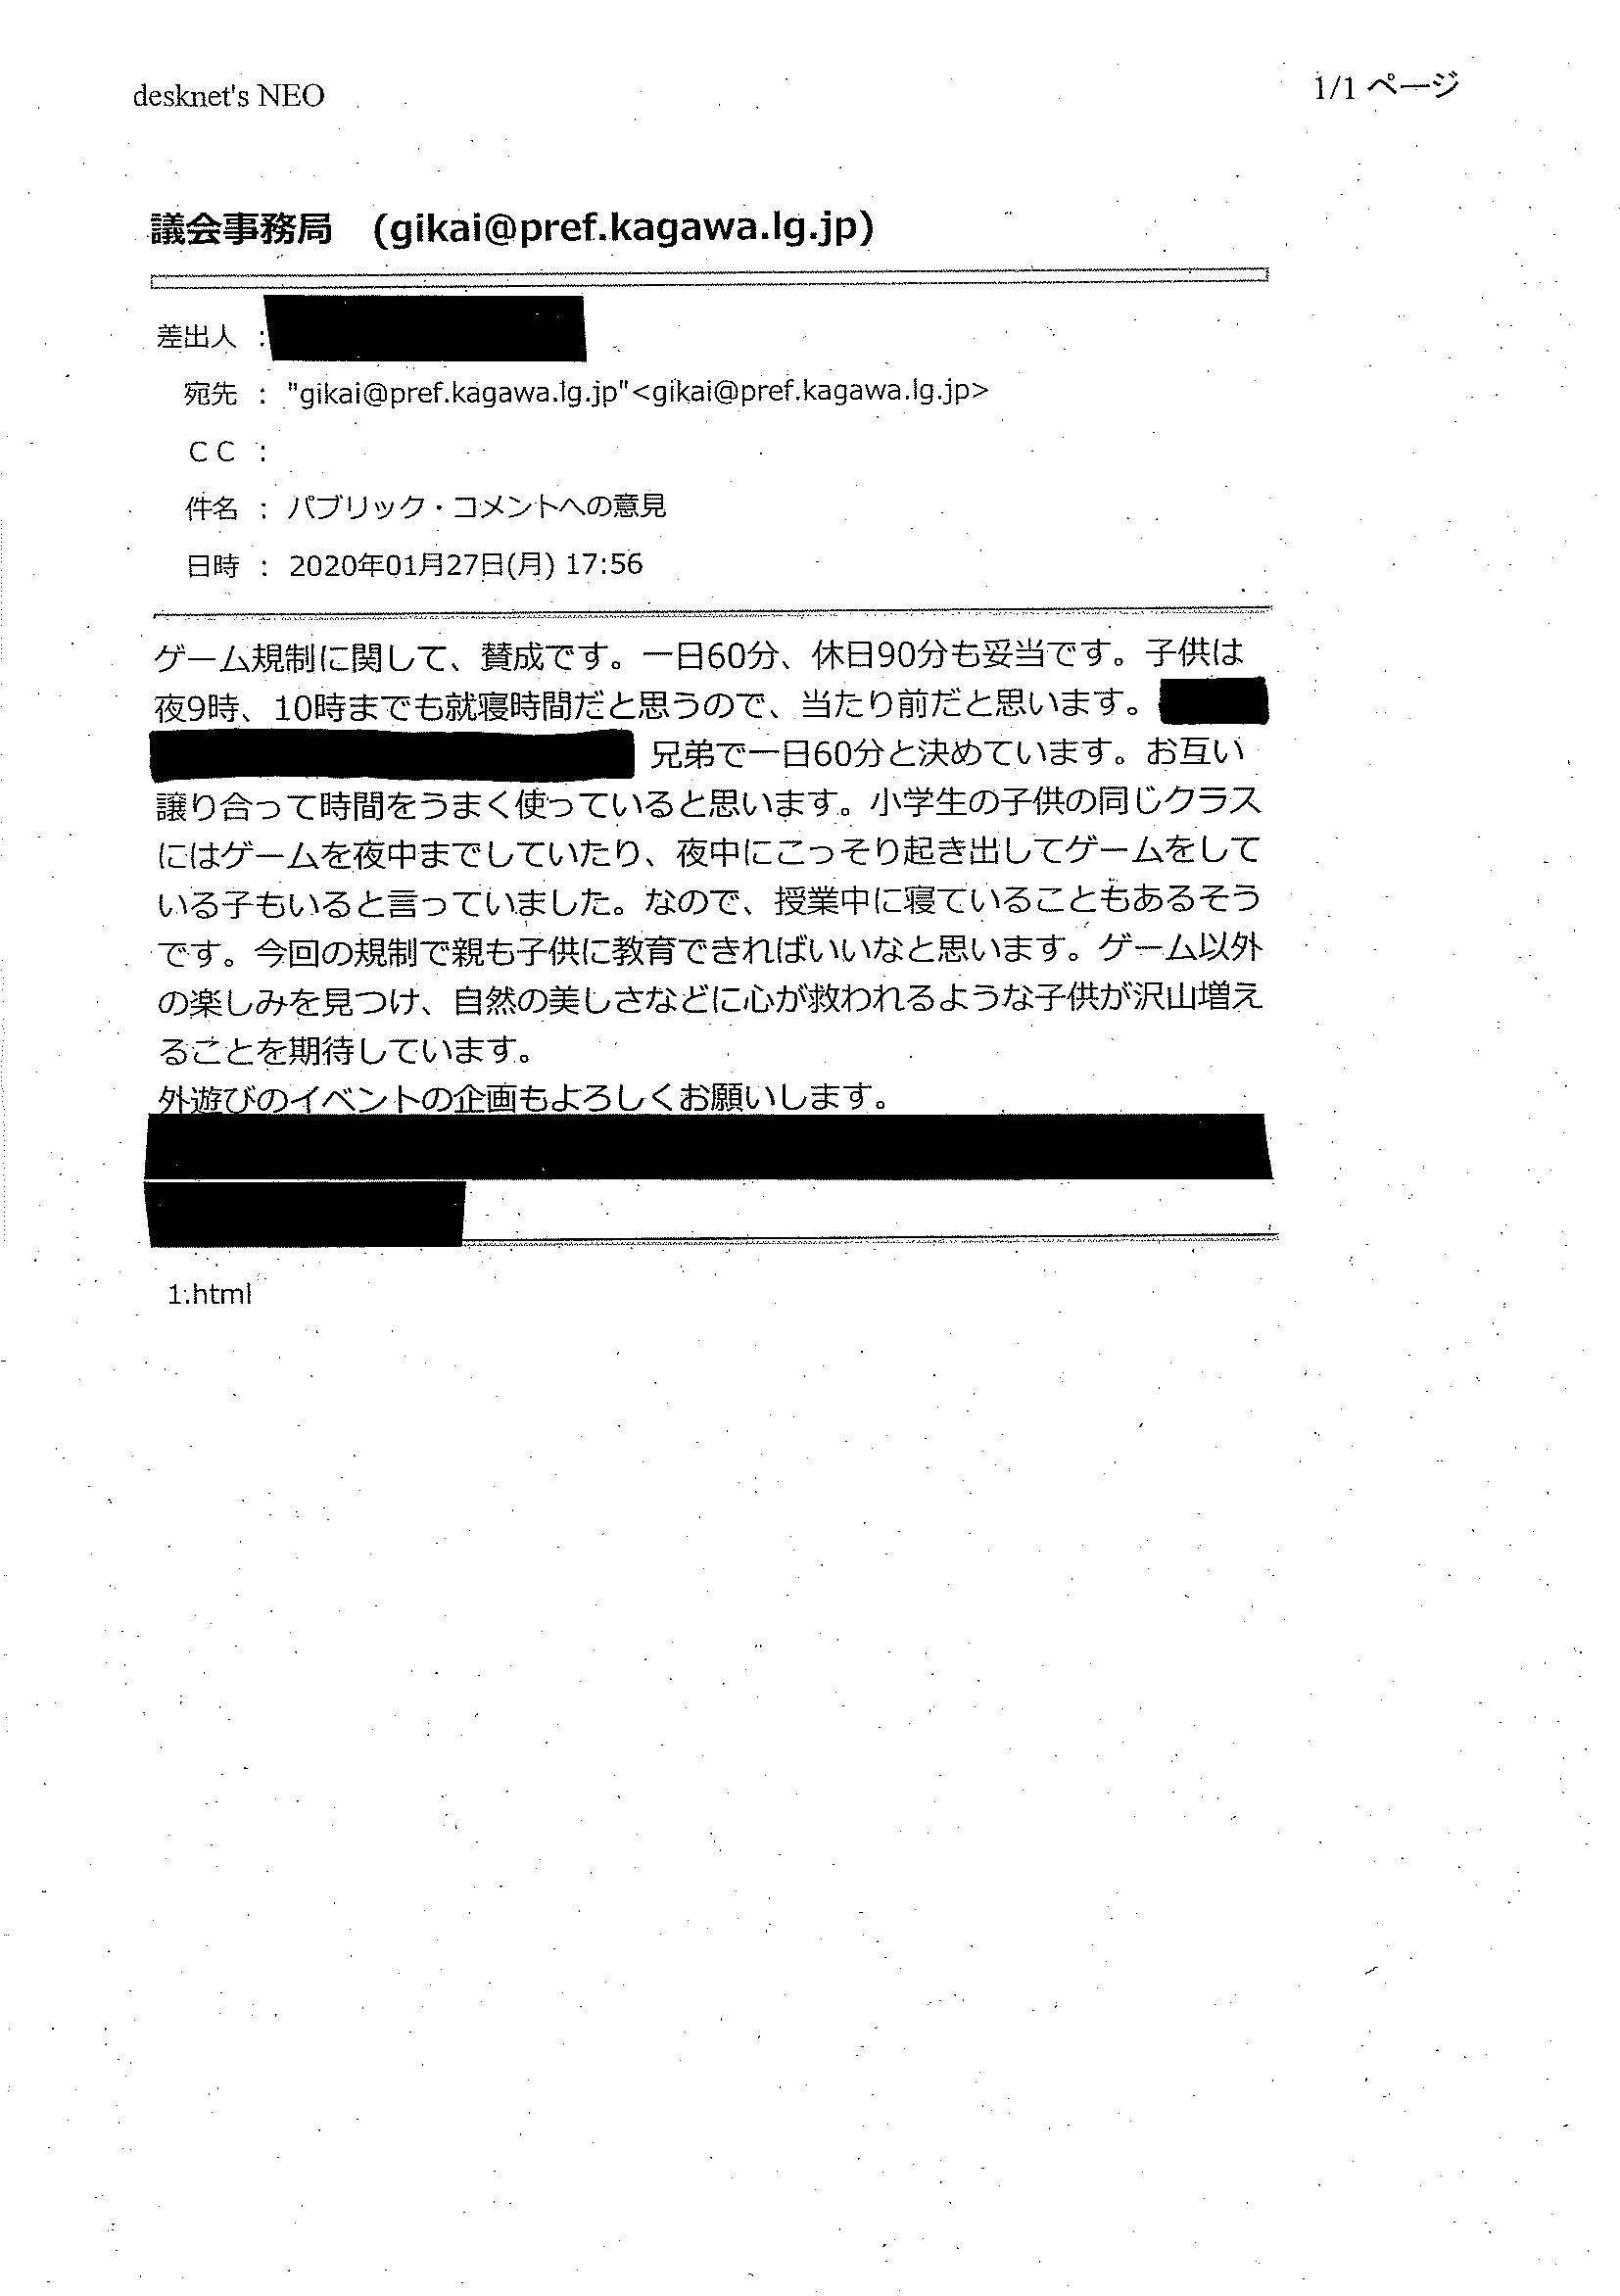 desknet's NEO
1/1 ページ
議会事務局 (gikai@pref.kagawa.lg.jp)
差出人 :
宛先 : "gikai@pref.kagawa.lg.jp"<gikai@pref.kagawa.lg.jp>
C C :
件名 : パブリック・コメントへの意見
日時 : 2020年01月27日(月) 17:56
ゲーム規制に関して、賛成です。一日60分、休日90分も妥当です。子供は
夜9時、10時までも就寝時間だと思うので、当たり前だと思います。
兄弟で一日60分と決めています。お互い
譲り合って時間をうまく使っていると思います。小学生の子供の同じクラス
にはゲームを夜中までしていたり、夜中にこっそり起き出してゲームをして
いる子もいると言っていました。なので、授業中に寝ていることもあるそう
です。今回の規制で親も子供に教育できればいいなと思います。ゲーム以外
の楽しみを見つけ、自然の美しさなどに心が救われるような子供が沢山増え
ることを期待しています。
外遊びのイベントの企画もよろしくお願いします。
1.html